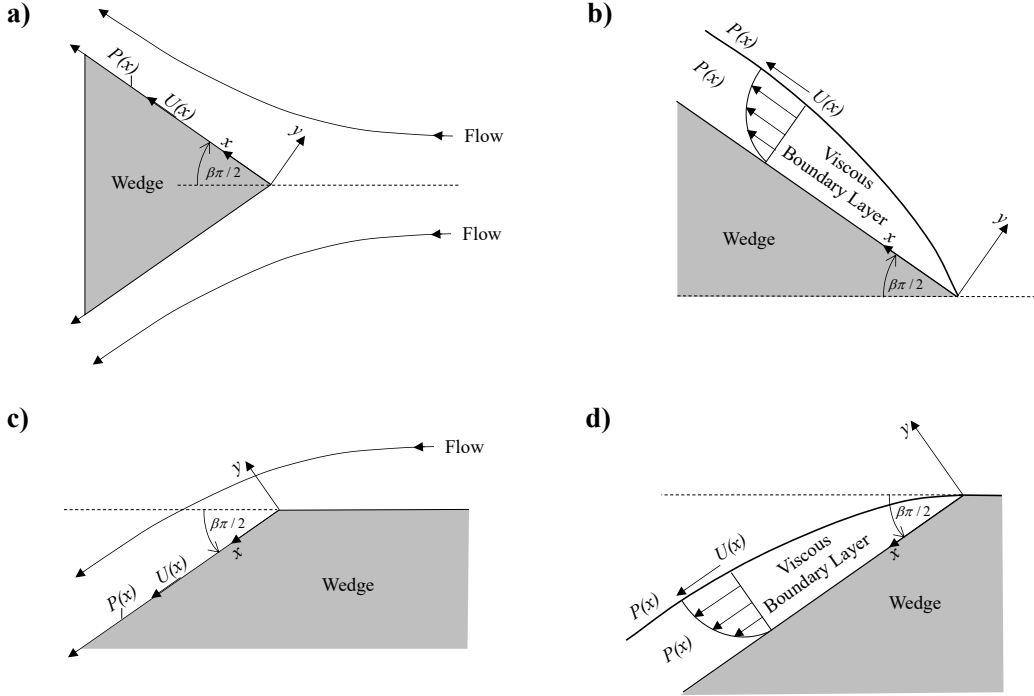 a)
P(x)
U(x)
x
y
Flow
βπ / 2
Wedge
Flow
b)
P(x)
P(x)
U(x)
Viscous
Boundary Layer
y
x
Wedge
βπ / 2
c)
Flow
y
βπ / 2
x
U(x)
P(x)
Wedge
d)
y
βπ / 2
x
U(x)
Viscous
Boundary Layer
P(x)
P(x)
Wedge